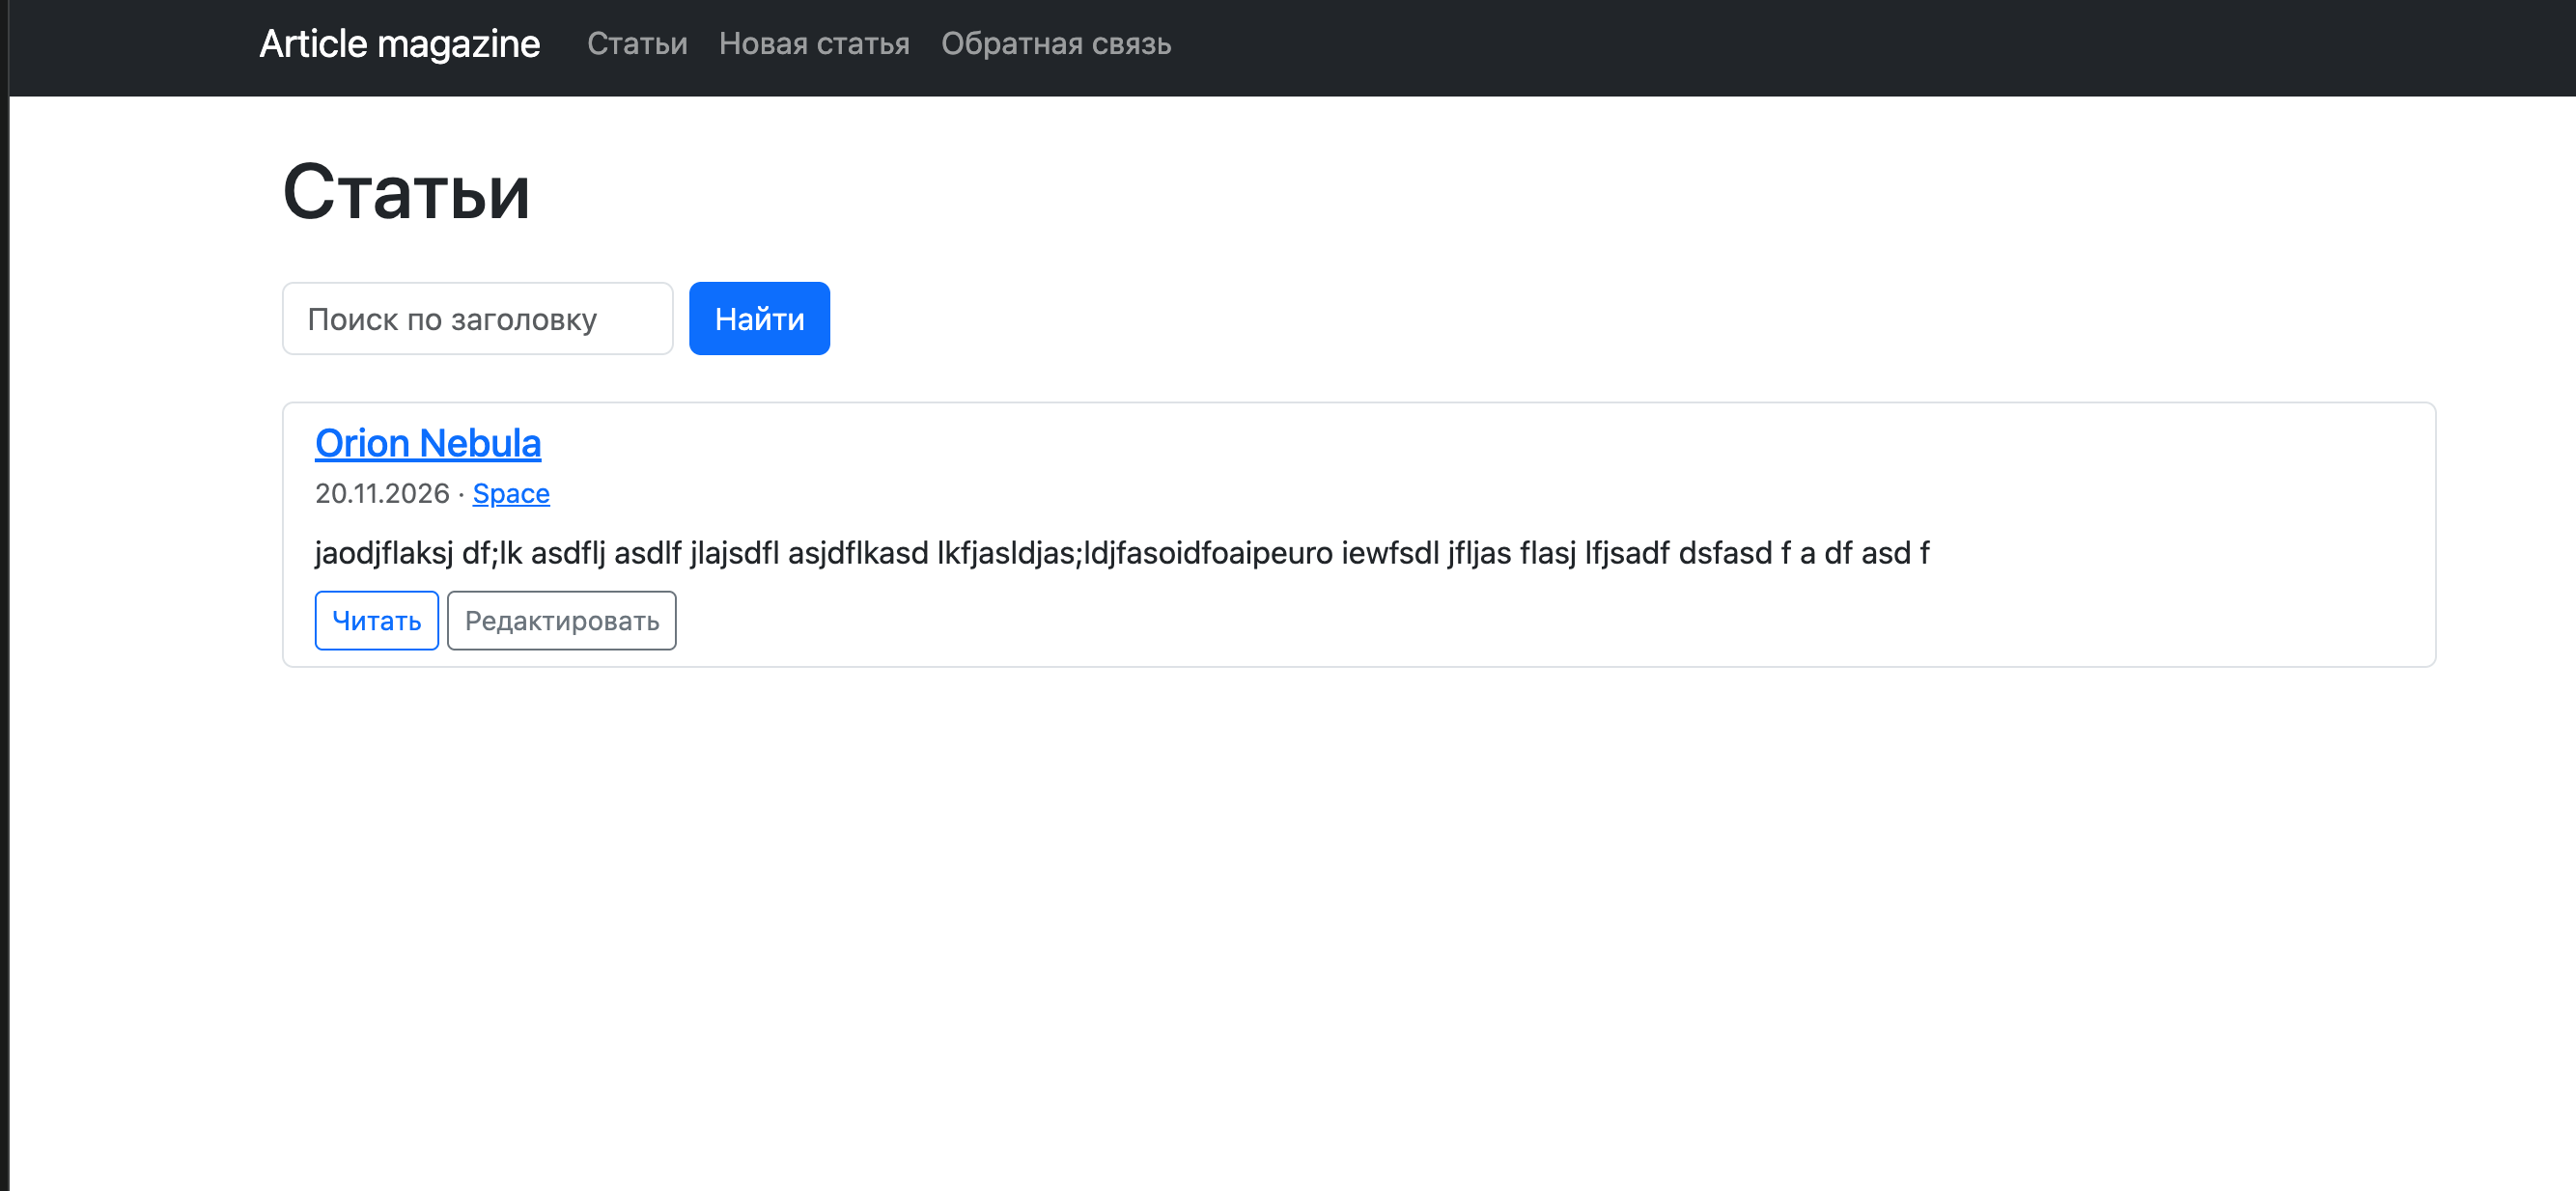 Article magazine Статьи Новая статья Обратная связь
Статьи
Поиск по заголовку Найти
Orion Nebula
20.11.2026 · Space
jaodjflaksj df;lk asdflj asdlf jlajsdfl asjdflkasd lkfjasldjas;ldjfasoidfoaipeuro iewfsdl jfljas flasj lfjsadf dsfasd f a df asd f
Читать Редактировать